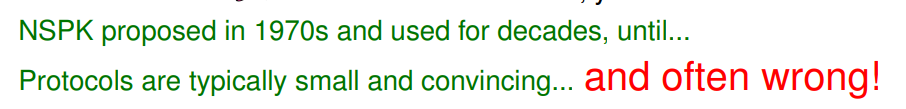 NSPK proposed in 1970s and used for decades, until...
Protocols are typically small and convincing... and often wrong!